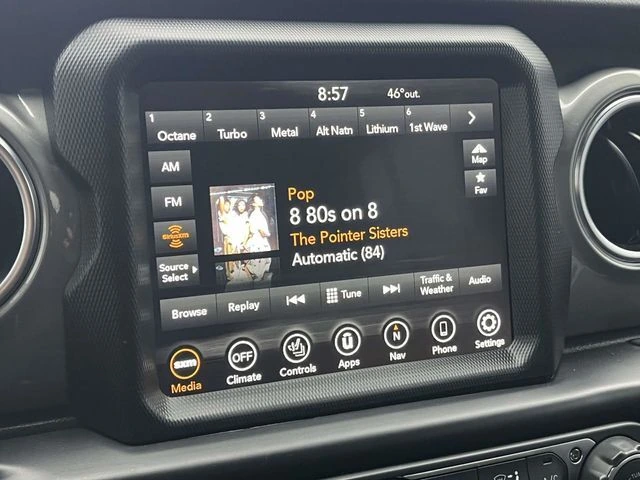 8:57 46°out.
1 Octane 2 Turbo 3 Metal 4 Alt Natn 5 Lithium 6 1st Wave
AM
FM
SiriusXM
Source
Select
Pop
8 80s on 8
The Pointer Sisters
Automatic (84)
Map
Fav
Browse Replay Tune Traffic &
Weather Audio
sxm OFF N
Media Climate Controls Apps Nav Phone Settings
A/C